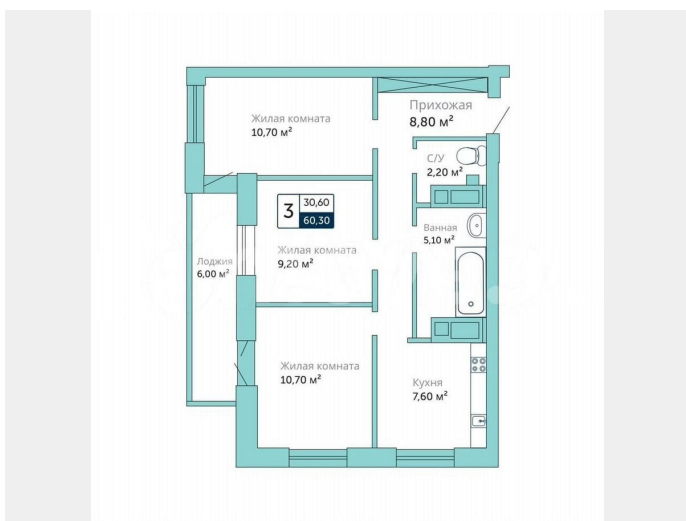 Жилая комната
10,70 м²
Прихожая
8,80 м²
С/У
2,20 м²
3
30,60
60,30
Ванная
5,10 м²
Жилая комната
9,20 м²
Лоджия
6,00 м²
Жилая комната
10,70 м²
Кухня
7,60 м²